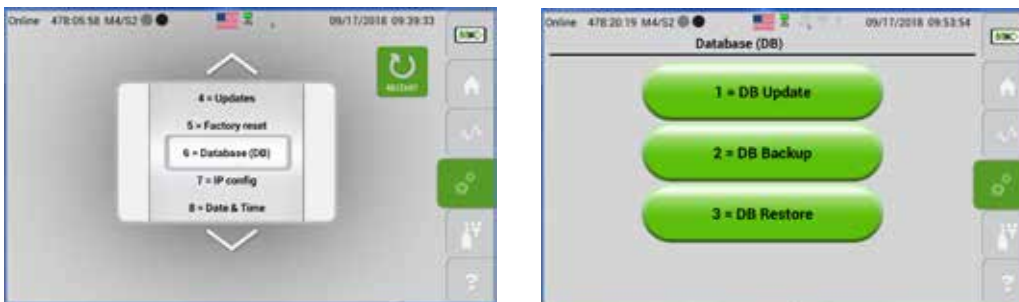 Online 478:05:58 M4/S2 09/17/2018 09:39:33
RESTART
4 = Updates
5 = Factory reset
6 = Database (DB)
7 = IP config
8 = Date & Time
?
Online 478:20:19 M4/S2 09/17/2018 09:53:54
Database (DB)
1 = DB Update
2 = DB Backup
3 = DB Restore
?